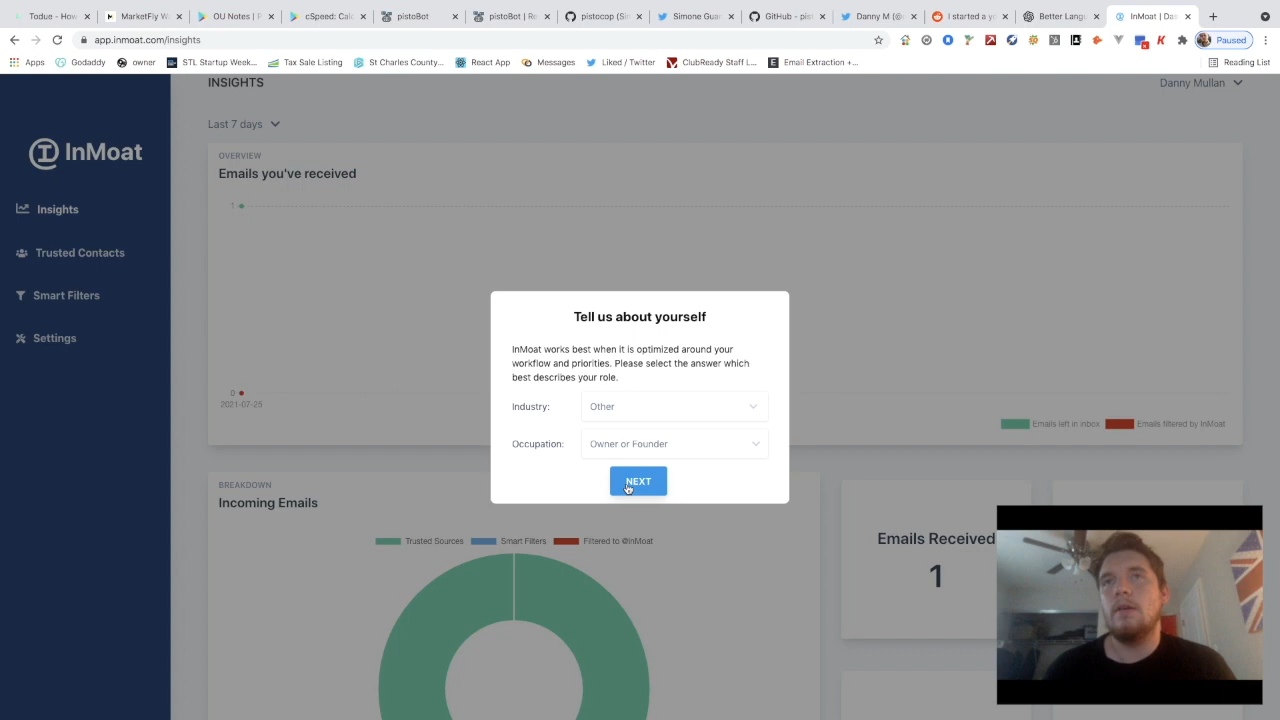 Todue - How
MarketFly Wa
OU Notes | R
cSpeed: Calc
pistoBot
pistoBot | Re
pistocop (Sim
Simone Guar
GitHub - pist
Danny M (@
I started a yo
Better Langu
InMoat | Das
app.inmoat.com/insights
Paused
Apps
Godaddy
owner
STL Startup Week...
Tax Sale Listing
St Charles County...
React App
Messages
Liked / Twitter
ClubReady Staff L...
Email Extraction +...
Reading List
INSIGHTS
Danny Mullan
Last 7 days
InMoat
Insights
Trusted Contacts
Smart Filters
Settings
OVERVIEW
Emails you've received
1
0
2021-07-25
Emails left in Inbox
Emails filtered by InMoat
Tell us about yourself
InMoat works best when it is optimized around your
workflow and priorities. Please select the answer which
best describes your role.
Industry:
Other
Occupation:
Owner or Founder
NEXT
BREAKDOWN
Incoming Emails
Trusted Sources
Smart Filters
Filtered to @InMoat
Emails Received
1